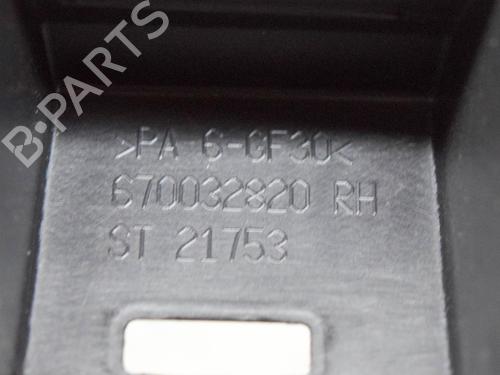 B-PARTS
>PA 6-GF30<
670032820 RH
ST 21753